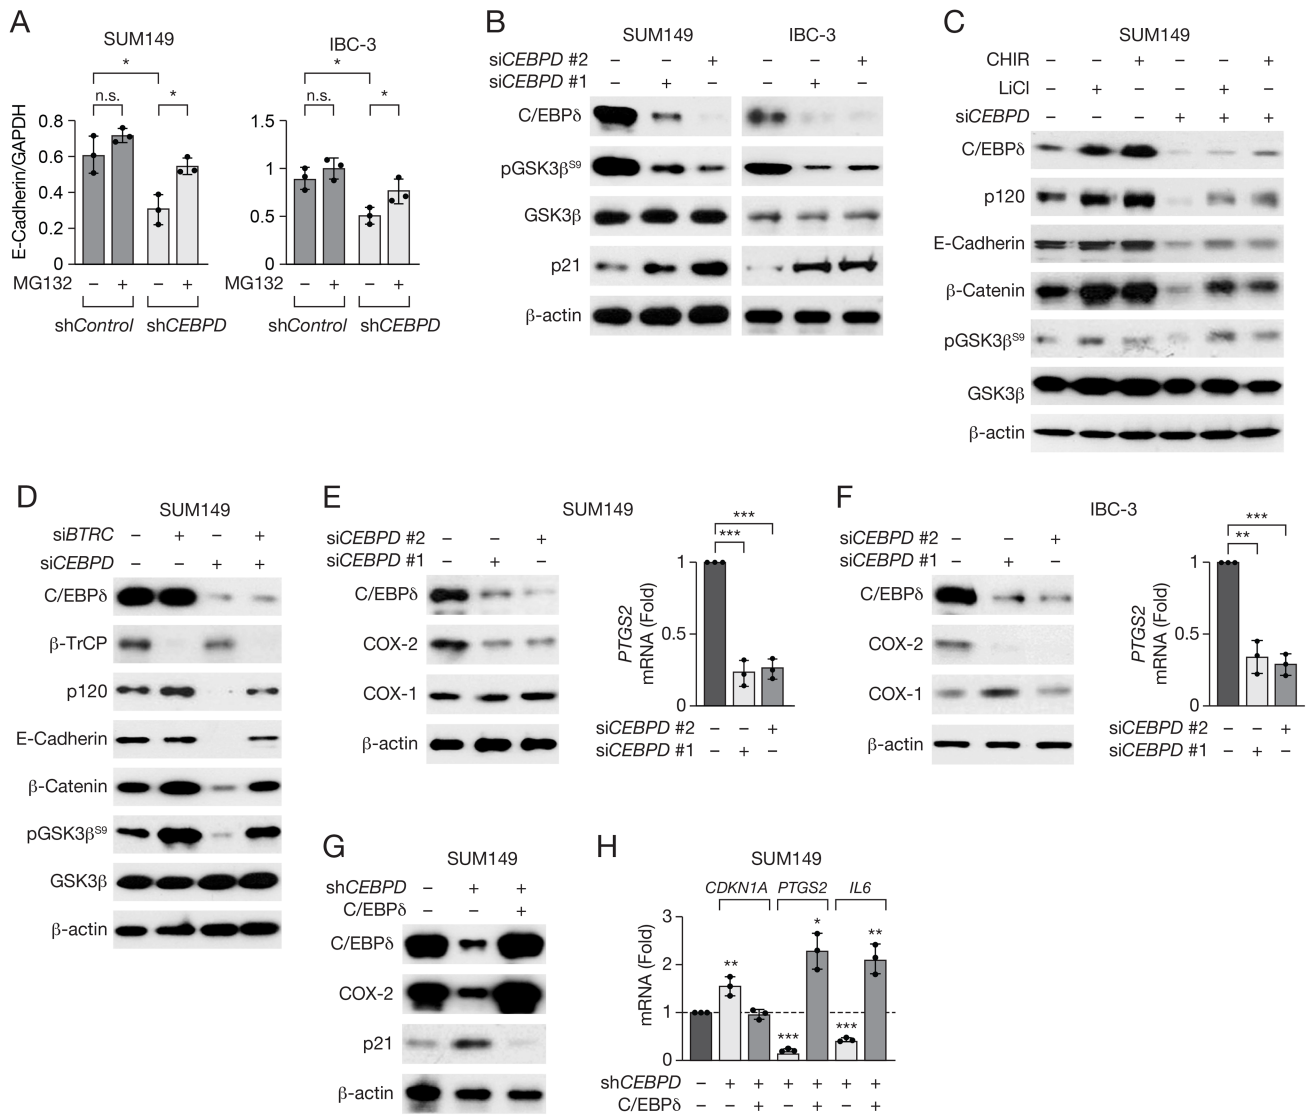 A
SUM149
IBC-3
* 
n.s.
*
*
n.s.
*
E-Cadherin/GAPDH
0.8
0.6
0.4
0.2
0
1.5
1
0.5
0
MG132 – + – +
MG132 – + – +
shControl shCEBPD
shControl shCEBPD
B
SUM149 IBC-3
siCEBPD #2 – – + – – +
siCEBPD #1 – + – – + –
C/EBPδ
pGSK3βS9
GSK3β
p21
β-actin
C
SUM149
CHIR – – + – – +
LiCl – + – – + –
siCEBPD – – – + + +
C/EBPδ
p120
E-Cadherin
β-Catenin
pGSK3βS9
GSK3β
β-actin
D
SUM149
siBTRC – + – +
siCEBPD – – + +
C/EBPδ
β-TrCP
p120
E-Cadherin
β-Catenin
pGSK3βS9
GSK3β
β-actin
E
SUM149
siCEBPD #2 – – +
siCEBPD #1 – + –
C/EBPδ
COX-2
COX-1
β-actin
***
***
PTGS2
mRNA (Fold)
1
0.5
0
siCEBPD #2 – – +
siCEBPD #1 – + –
F
IBC-3
siCEBPD #2 – – +
siCEBPD #1 – + –
C/EBPδ
COX-2
COX-1
β-actin
***
**
PTGS2
mRNA (Fold)
1
0.5
0
siCEBPD #2 – – +
siCEBPD #1 – + –
G
SUM149
shCEBPD – + +
C/EBPδ – – +
C/EBPδ
COX-2
p21
β-actin
H
SUM149
CDKN1A PTGS2 IL6
mRNA (Fold)
3
2
1
0
** *** * *** **
shCEBPD – + + + + + +
C/EBPδ – – + – + – +